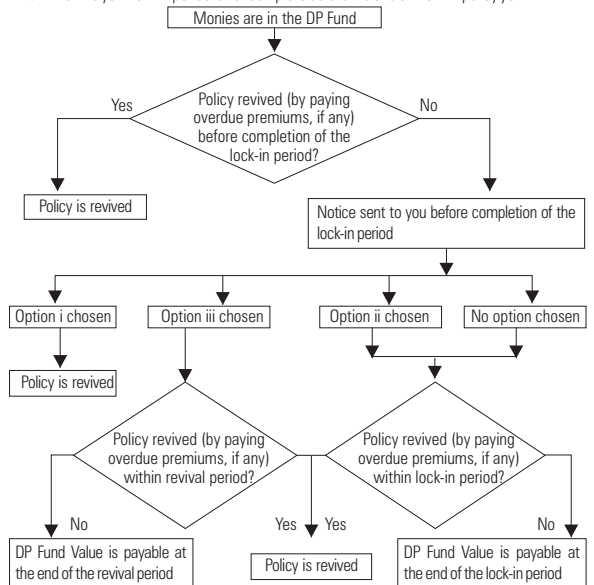 Monies are in the DP Fund
Yes
Policy revived (by paying
overdue premiums, if any)
before completion of the
lock-in period?
No
Policy is revived
Notice sent to you before completion of the
lock-in period
Option i chosen
Option iii chosen
Option ii chosen
No option chosen
Policy is revived
Policy revived (by paying
overdue premiums, if any)
within revival period?
Policy revived (by paying
overdue premiums, if any)
within lock-in period?
No
Yes
Yes
No
DP Fund Value is payable at
the end of the revival period
Policy is revived
DP Fund Value is payable at
the end of the lock-in period